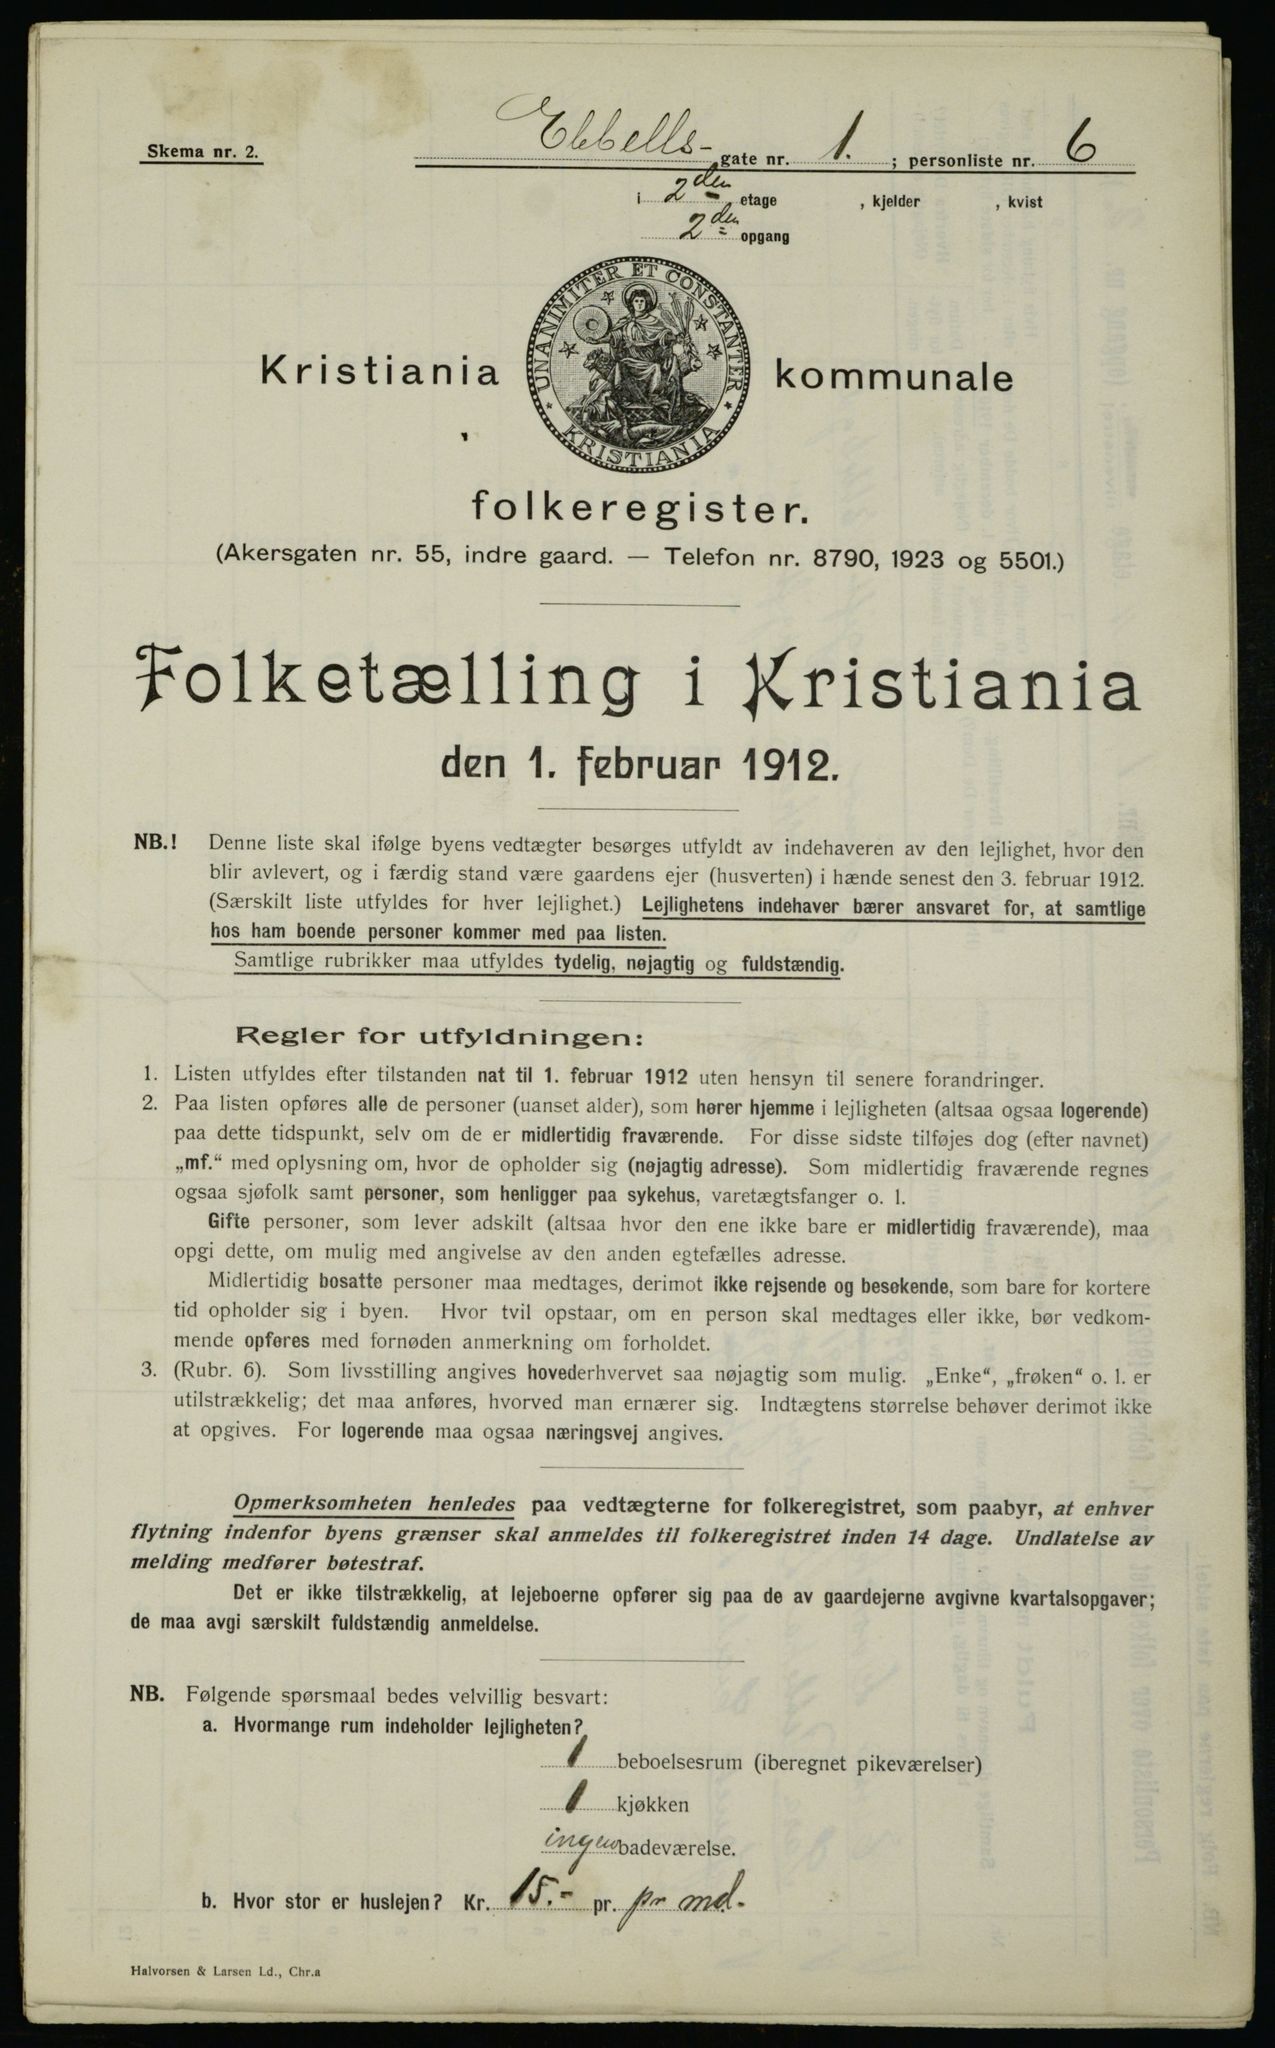 Skema nr. 2.
Ebbells- gate nr. 1. ; personliste nr. 6
i 2den etage , kjelder , kvist
2den opgang
UNANIMITER ET CONSTANTER
KRISTIANIA
Kristiania kommunale
folkeregister.
(Akersgaten nr. 55, indre gaard. — Telefon nr. 8790, 1923 og 5501.)
Folketælling i Kristiania
den 1. februar 1912.
NB.! Denne liste skal ifølge byens vedtægter besørges utfyldt av indehaveren av den lejlighet, hvor den
blir avlevert, og i færdig stand være gaardens ejer (husverten) i hænde senest den 3. februar 1912.
(Særskilt liste utfyldes for hver lejlighet.) Lejlighetens indehaver bærer ansvaret for, at samtlige
hos ham boende personer kommer med paa listen.
Samtlige rubrikker maa utfyldes tydelig, nøjagtig og fuldstændig.
Regler for utfyldningen:
1. Listen utfyldes efter tilstanden nat til 1. februar 1912 uten hensyn til senere forandringer.
2. Paa listen opføres alle de personer (uanset alder), som hører hjemme i lejligheten (altsaa ogsaa logerende)
paa dette tidspunkt, selv om de er midlertidig fraværende. For disse sidste tilføjes dog (efter navnet)
„mf.“ med oplysning om, hvor de opholder sig (nøjagtig adresse). Som midlertidig fraværende regnes
ogsaa sjøfolk samt personer, som henligger paa sykehus, varetægtsfanger o. l.
Gifte personer, som lever adskilt (altsaa hvor den ene ikke bare er midlertidig fraværende), maa
opgi dette, om mulig med angivelse av den anden egtefælles adresse.
Midlertidig bosatte personer maa medtages, derimot ikke rejsende og besøkende, som bare for kortere
tid opholder sig i byen. Hvor tvil opstaar, om en person skal medtages eller ikke, bør vedkom-
mende opføres med fornøden anmerkning om forholdet.
3. (Rubr. 6). Som livsstilling angives hovederhvervet saa nøjagtig som mulig. „Enke“, „frøken“ o. l. er
utilstrækkelig; det maa anføres, hvorved man ernærer sig. Indtægtens størrelse behøver derimot ikke
at opgives. For logerende maa ogsaa næringsvej angives.
Opmerksomheten henledes paa vedtægterne for folkeregistret, som paabyr, at enhver
flytning indenfor byens grænser skal anmeldes til folkeregistret inden 14 dage. Undlatelse av
melding medfører bøtestraf.
Det er ikke tilstrækkelig, at lejeboerne opfører sig paa de av gaardejerne avgivne kvartalsopgaver;
de maa avgi særskilt fuldstændig anmeldelse.
NB. Følgende spørsmaal bedes velvillig besvart:
a. Hvormange rum indeholder lejligheten?
1 beboelsesrum (iberegnet pikeværelser)
1 kjøkken
ingen badeværelse.
b. Hvor stor er huslejen? Kr. 15.- pr. pr md.
Halvorsen & Larsen Ld., Chr.a